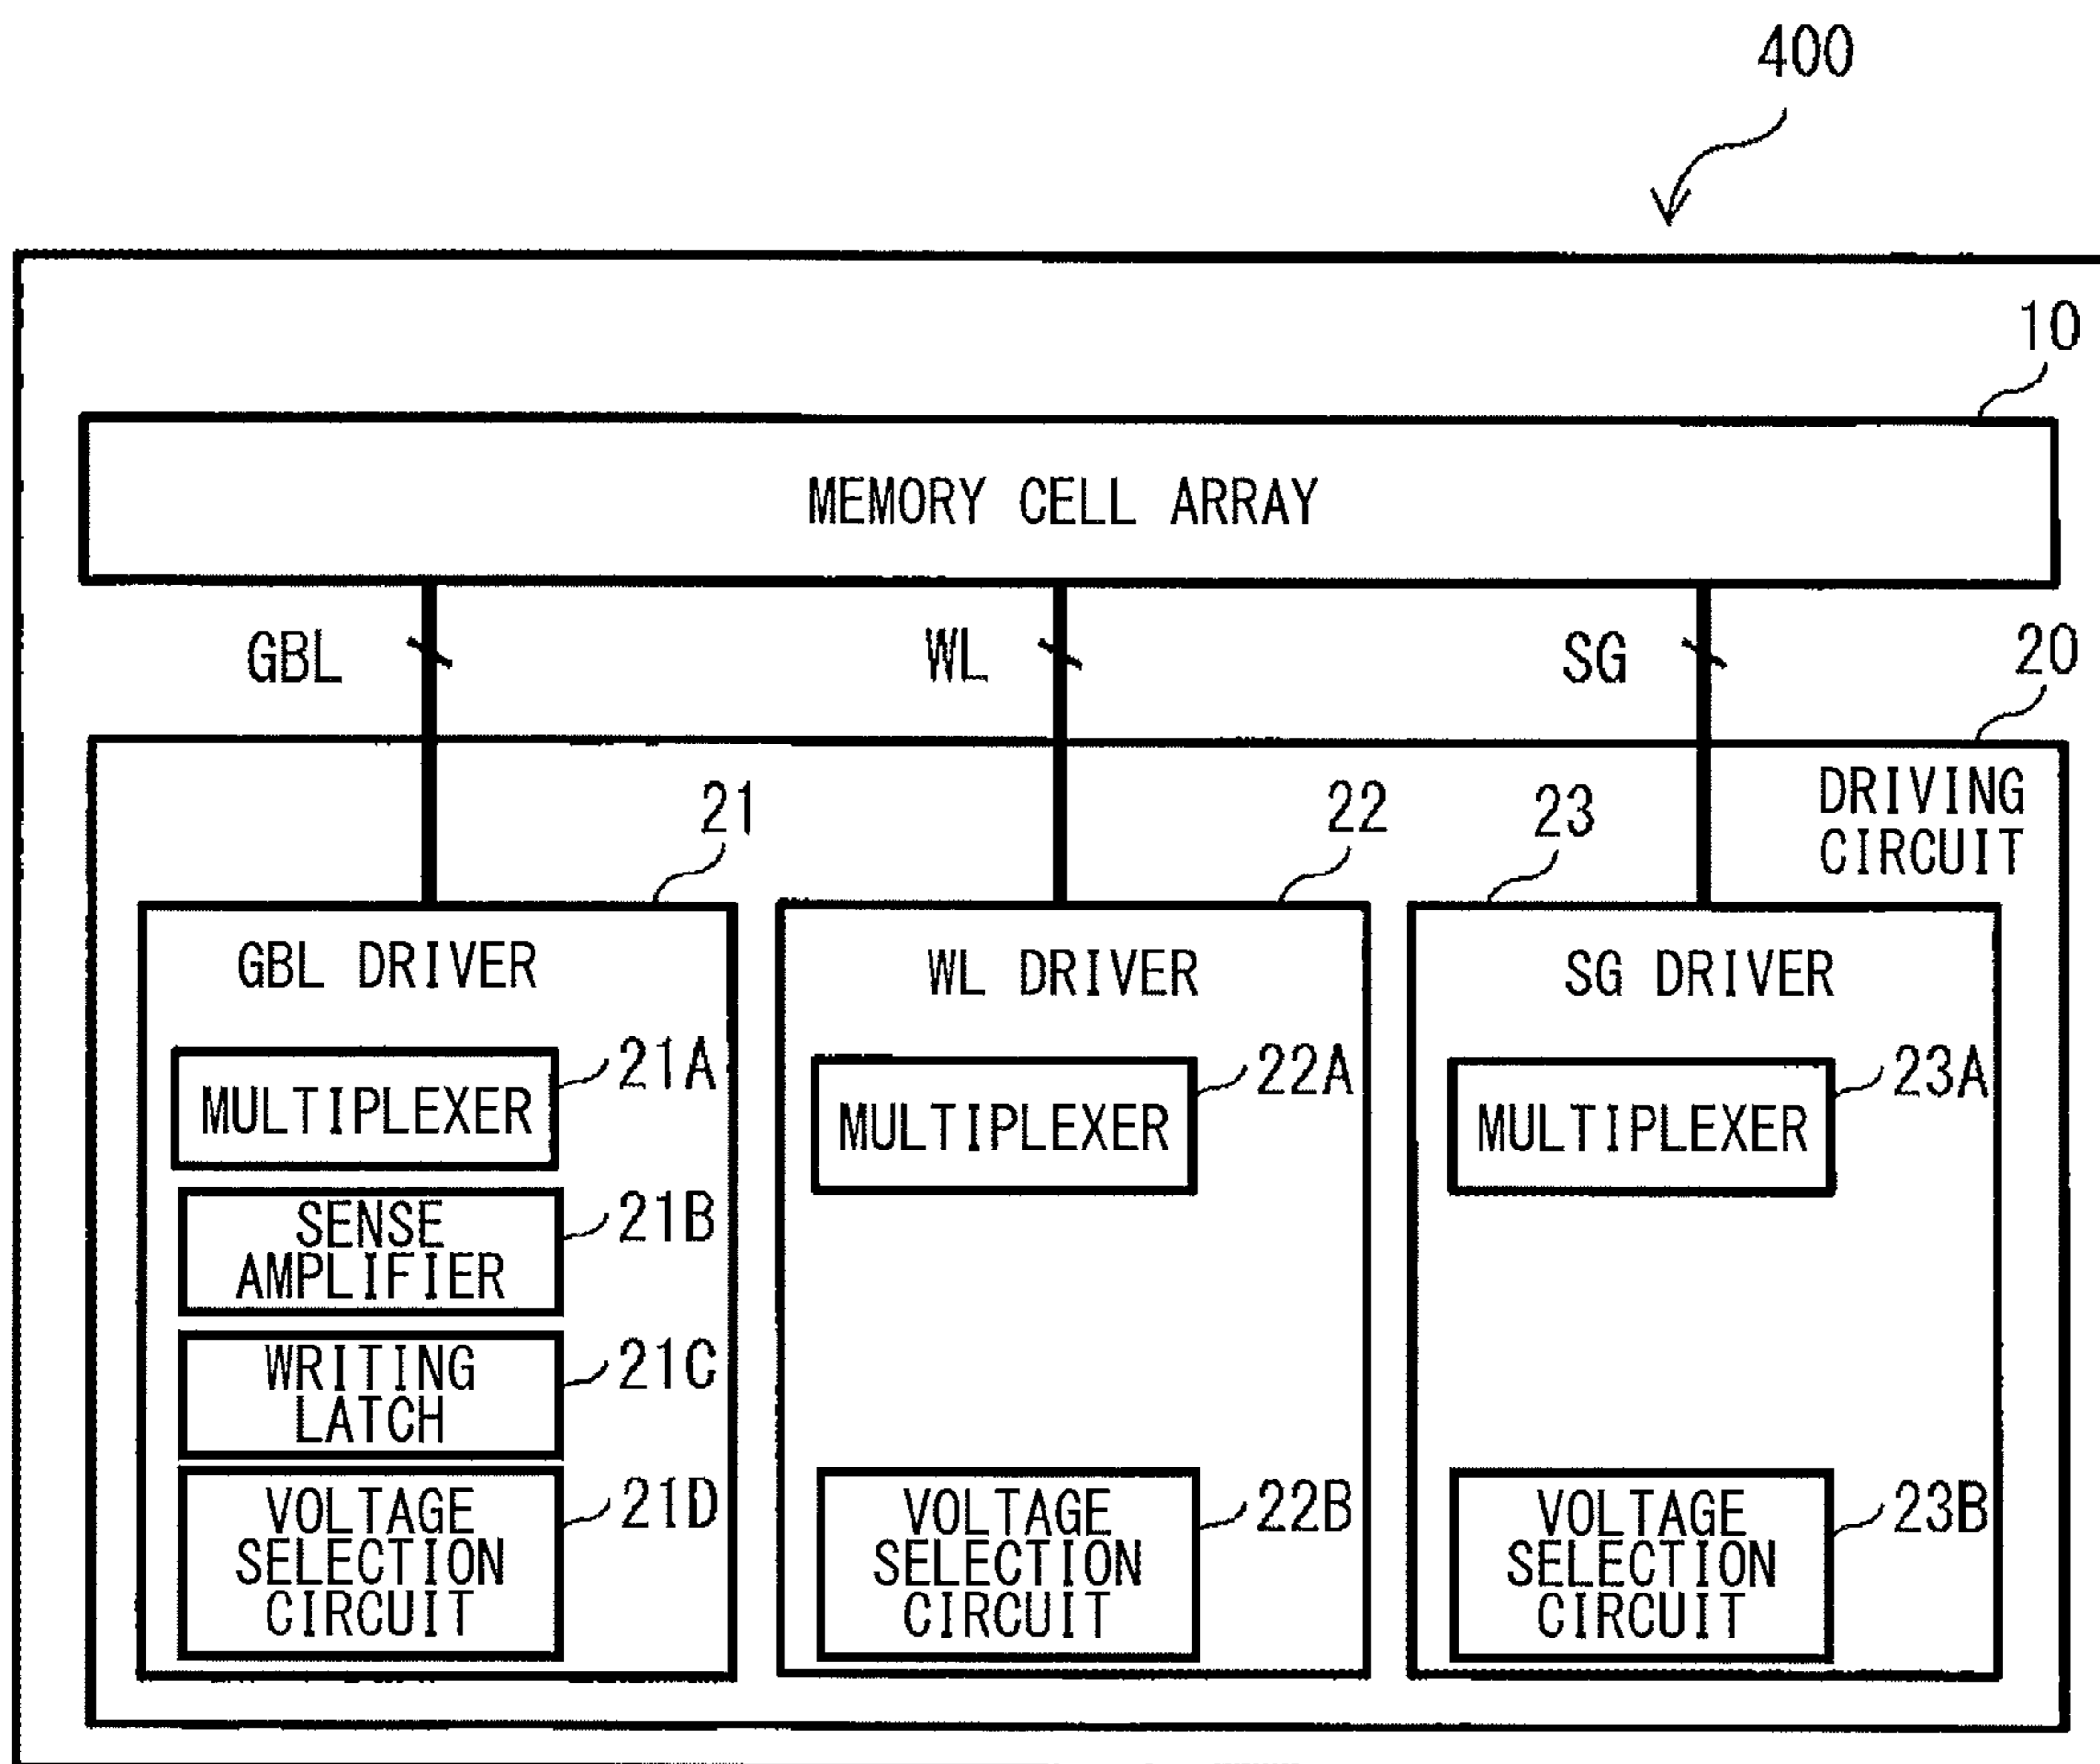 400
10
MEMORY CELL ARRAY
GBL
WL
SG
20
DRIVING
CIRCUIT
21
22
23
GBL DRIVER
WL DRIVER
SG DRIVER
MULTIPLEXER
21A
MULTIPLEXER
22A
MULTIPLEXER
23A
SENSE
AMPLIFIER
21B
WRITING
LATCH
21C
VOLTAGE
SELECTION
CIRCUIT
21D
VOLTAGE
SELECTION
CIRCUIT
22B
VOLTAGE
SELECTION
CIRCUIT
23B